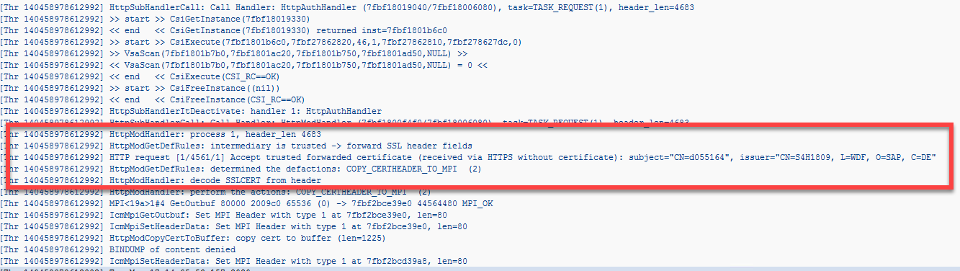 [Thr 140458978612992] HttpSubHandlerCall: Call Handler: HttpAuthHandler (7fbf18019040/7fbf18006080), task=TASK_REQUEST(1), header_len=4683
[Thr 140458978612992] >> start >> CsiGetInstance(7fbf18019330)
[Thr 140458978612992] << end   << CsiGetInstance(7fbf18019330) returned inst=7fbf1801b6c0
[Thr 140458978612992] >> start >> CsiExecute(7fbf1801b6c0,7fbf27862820,46,1,7fbf27862810,7fbf278627dc,0)
[Thr 140458978612992] >> VsaScan(7fbf1801b7b0,7fbf1801ac20,7fbf1801b750,7fbf1801ad50,NULL) >>
[Thr 140458978612992] << VsaScan(7fbf1801b7b0,7fbf1801ac20,7fbf1801b750,7fbf1801ad50,NULL) = 0 <<
[Thr 140458978612992] << end   << CsiExecute(CSI_RC==OK)
[Thr 140458978612992] >> start >> CsiFreeInstance((nil))
[Thr 140458978612992] << end   << CsiFreeInstance(CSI_RC==OK)
[Thr 140458978612992] HttpSubHandlerItDeactivate: handler 1: HttpAuthHandler
[Thr 140458978612992] HttpSubHandlerCall: Call Handler: HttpModHandler
[Thr 140458978612992] HttpModHandler: process 1, header_len 4683
[Thr 140458978612992] HttpModGetDefRules: intermediary is trusted -> forward SSL header fields
[Thr 140458978612992] HTTP request [1/4561/1] Accept trusted forwarded certificate (received via HTTPS without certificate): subject="CN=d055164", issuer="CN=S4H1809, L=WDF, O=SAP, C=DE"
[Thr 140458978612992] HttpModGetDefRules: determined the defactions: COPY_CERTHEADER_TO_MPI  (2)
[Thr 140458978612992] HttpModHandler: decode SSLCERT from header
[Thr 140458978612992] HttpModHandler: perform the actions: COPY_CERTHEADER_TO_MPI  (2)
[Thr 140458978612992] MPI<19a>1#4 GetOutbuf 80000 2009c0 65536 (0) -> 7fbf2bce39e0 44564480 MPI_OK
[Thr 140458978612992] IcmMpiGetOutbuf: Set MPI Header with type 1 at 7fbf2bce39e0, len=80
[Thr 140458978612992] IcmMpiSetHeaderData: Set MPI Header with type 1 at 7fbf2bce39e0, len=80
[Thr 140458978612992] HttpModCopyCertToBuffer: copy cert to buffer (len=1225)
[Thr 140458978612992] BINDUMP of content denied
[Thr 140458978612992] IcmMpiSetHeaderData: Set MPI Header with type 1 at 7fbf2bcd39a8, len=80